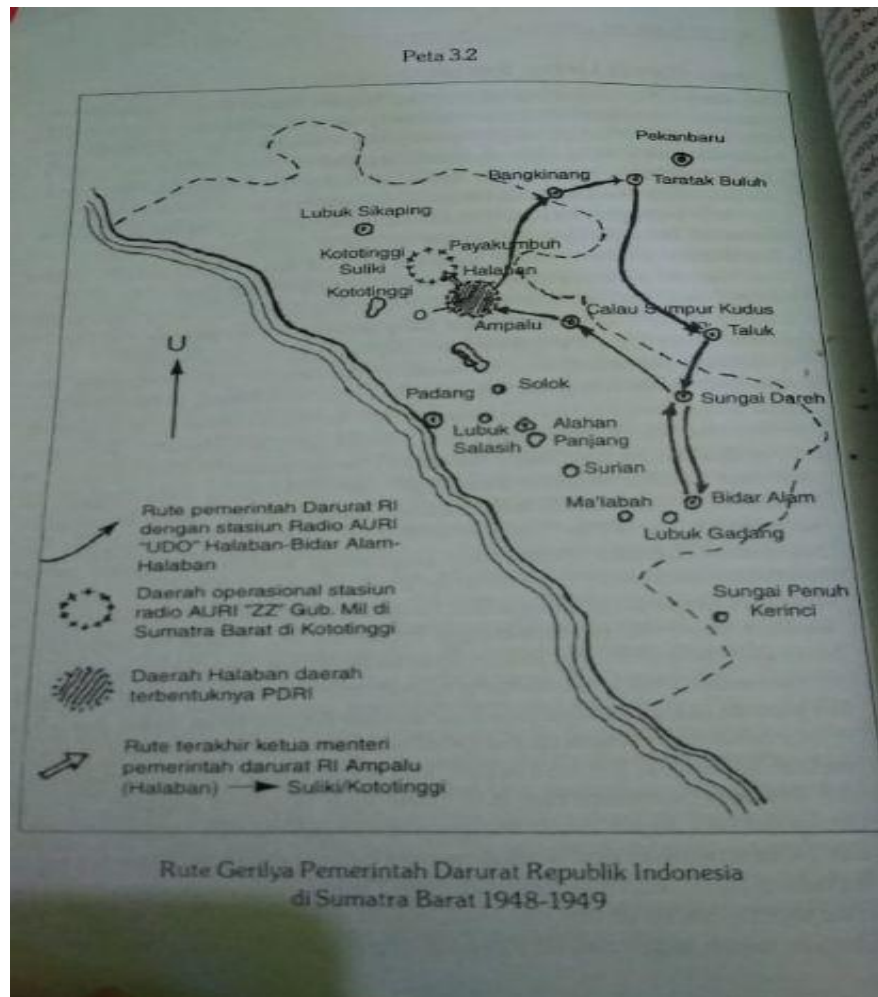 Peta 3.2
Pekanbaru
Bangkinang
Taratak Buluh
Lubuk Sikaping
Kototinggi
Suliki
Payakumbuh
Halaban
Kototinggi
Calau Sumpur Kudus
Ampalu
Taluk
U
Solok
Padang
Sungai Dareh
Lubuk
Salasih
Alahan
Panjang
Surian
Ma'labah
Bidar Alam
Lubuk Gadang
Sungai Penuh
Kerinci
Rute pemerintah Darurat RI
dengan stasiun Radio AURI
"UDO" Halaban-Bidar Alam-
Halaban
Daerah operasional stasiun
radio AURI "ZZ" Gub. Mil di
Sumatra Barat di Kototinggi
Daerah Halaban daerah
terbentuknya PDRI
Rute terakhir ketua menteri
pemerintah darurat RI Ampalu
(Halaban) → Suliki/Kototinggi
Rute Gerilya Pemerintah Darurat Republik Indonesia
di Sumatra Barat 1948-1949